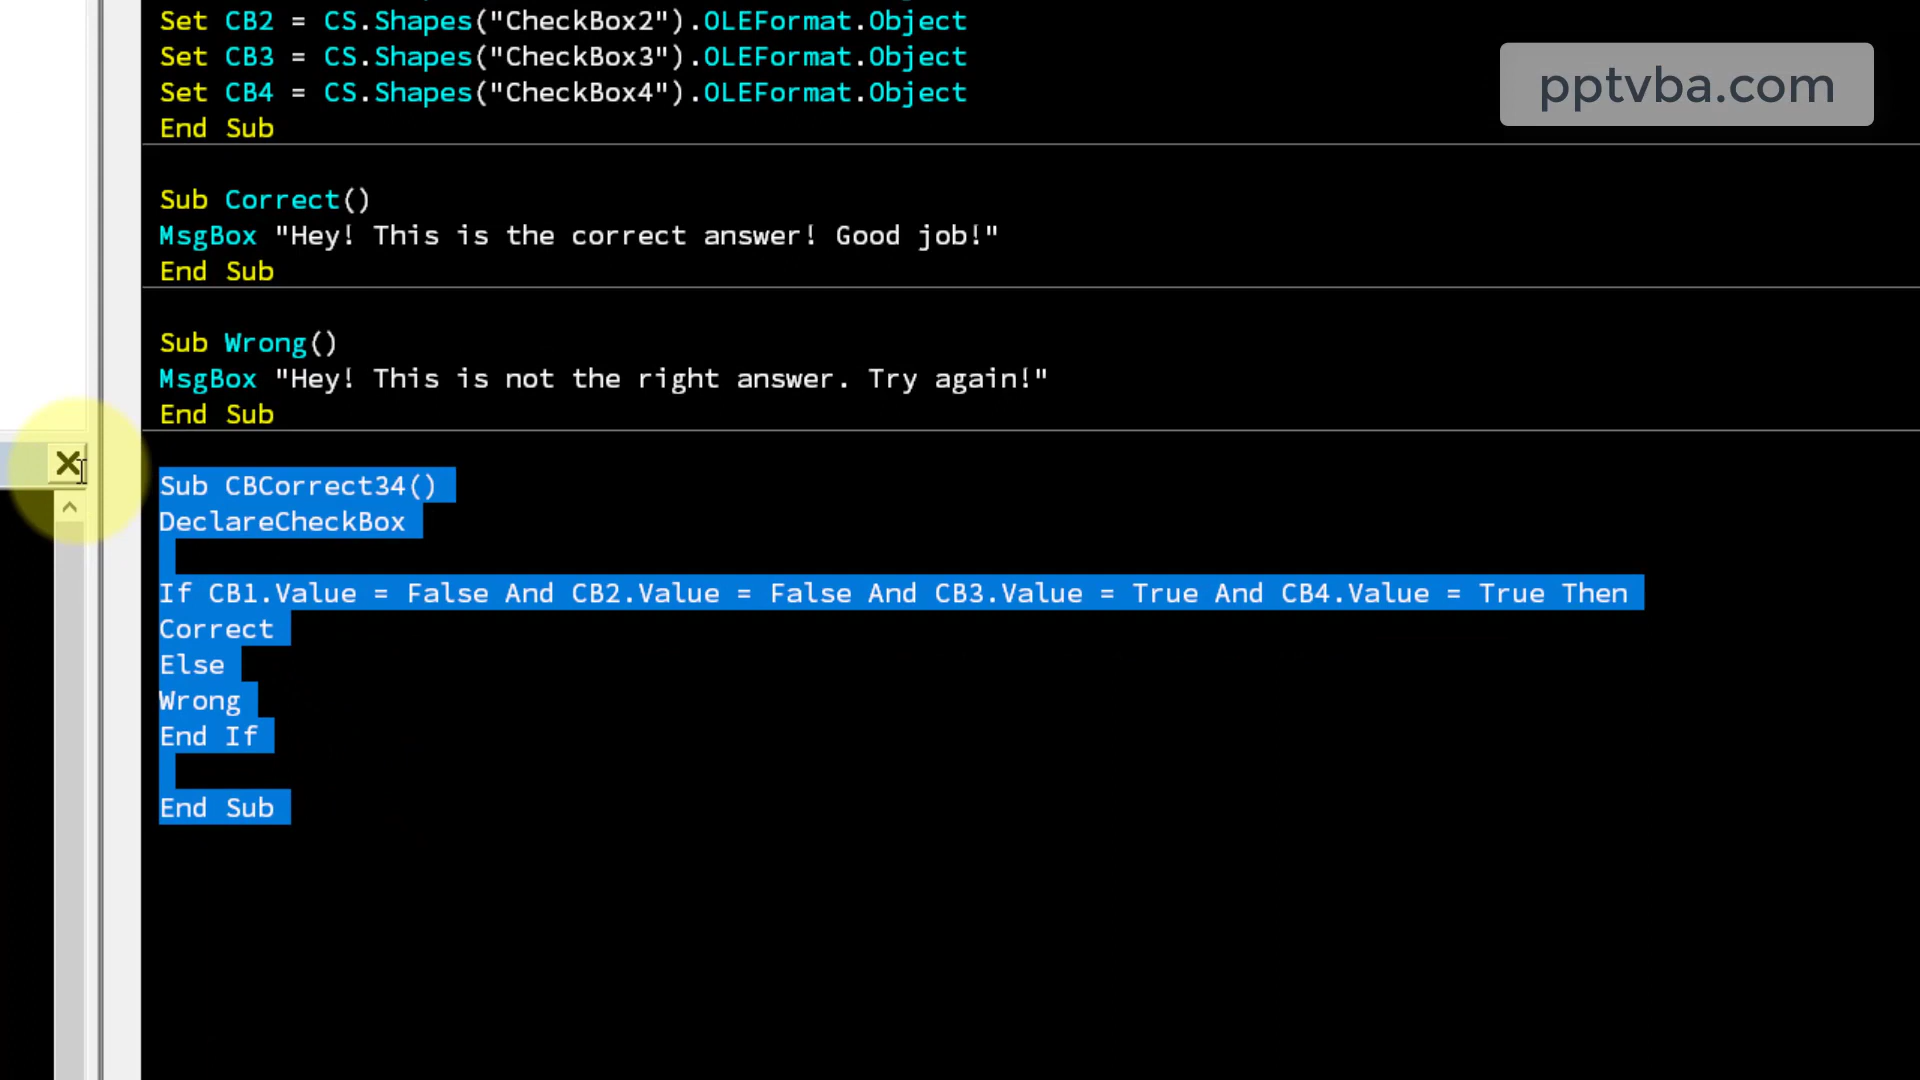 Set CB2 = CS.Shapes("CheckBox2").OLEFormat.Object
Set CB3 = CS.Shapes("CheckBox3").OLEFormat.Object
Set CB4 = CS.Shapes("CheckBox4").OLEFormat.Object
End Sub
pptvba.com
Sub Correct()
MsgBox "Hey! This is the correct answer! Good job!"
End Sub
Sub Wrong()
MsgBox "Hey! This is not the right answer. Try again!"
End Sub
Sub CBCorrect34()
DeclareCheckBox
If CB1.Value = False And CB2.Value = False And CB3.Value = True And CB4.Value = True Then
Correct
Else
Wrong
End If
End Sub